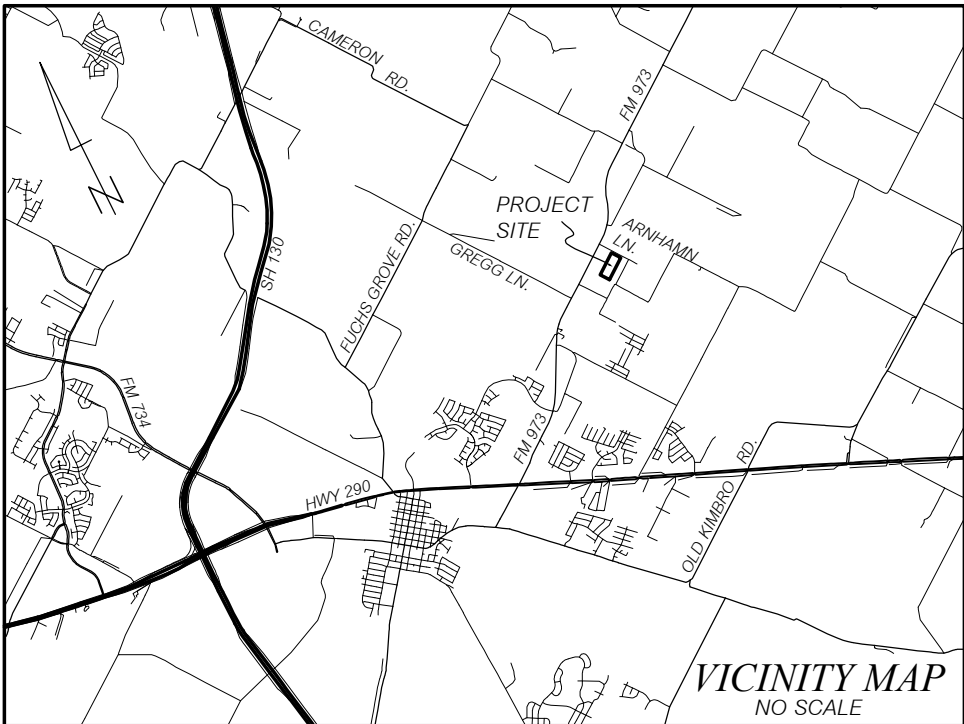 CAMERON
RD.
FM 973
PROJECT
SITE
ARNHAMN
LN.
N
SH 130
FUCHS GROVE RD.
GREGG LN.
FM 734
FM 973
HWY 290
OLD KIMBRO RD.
VICINITY MAP
NO SCALE